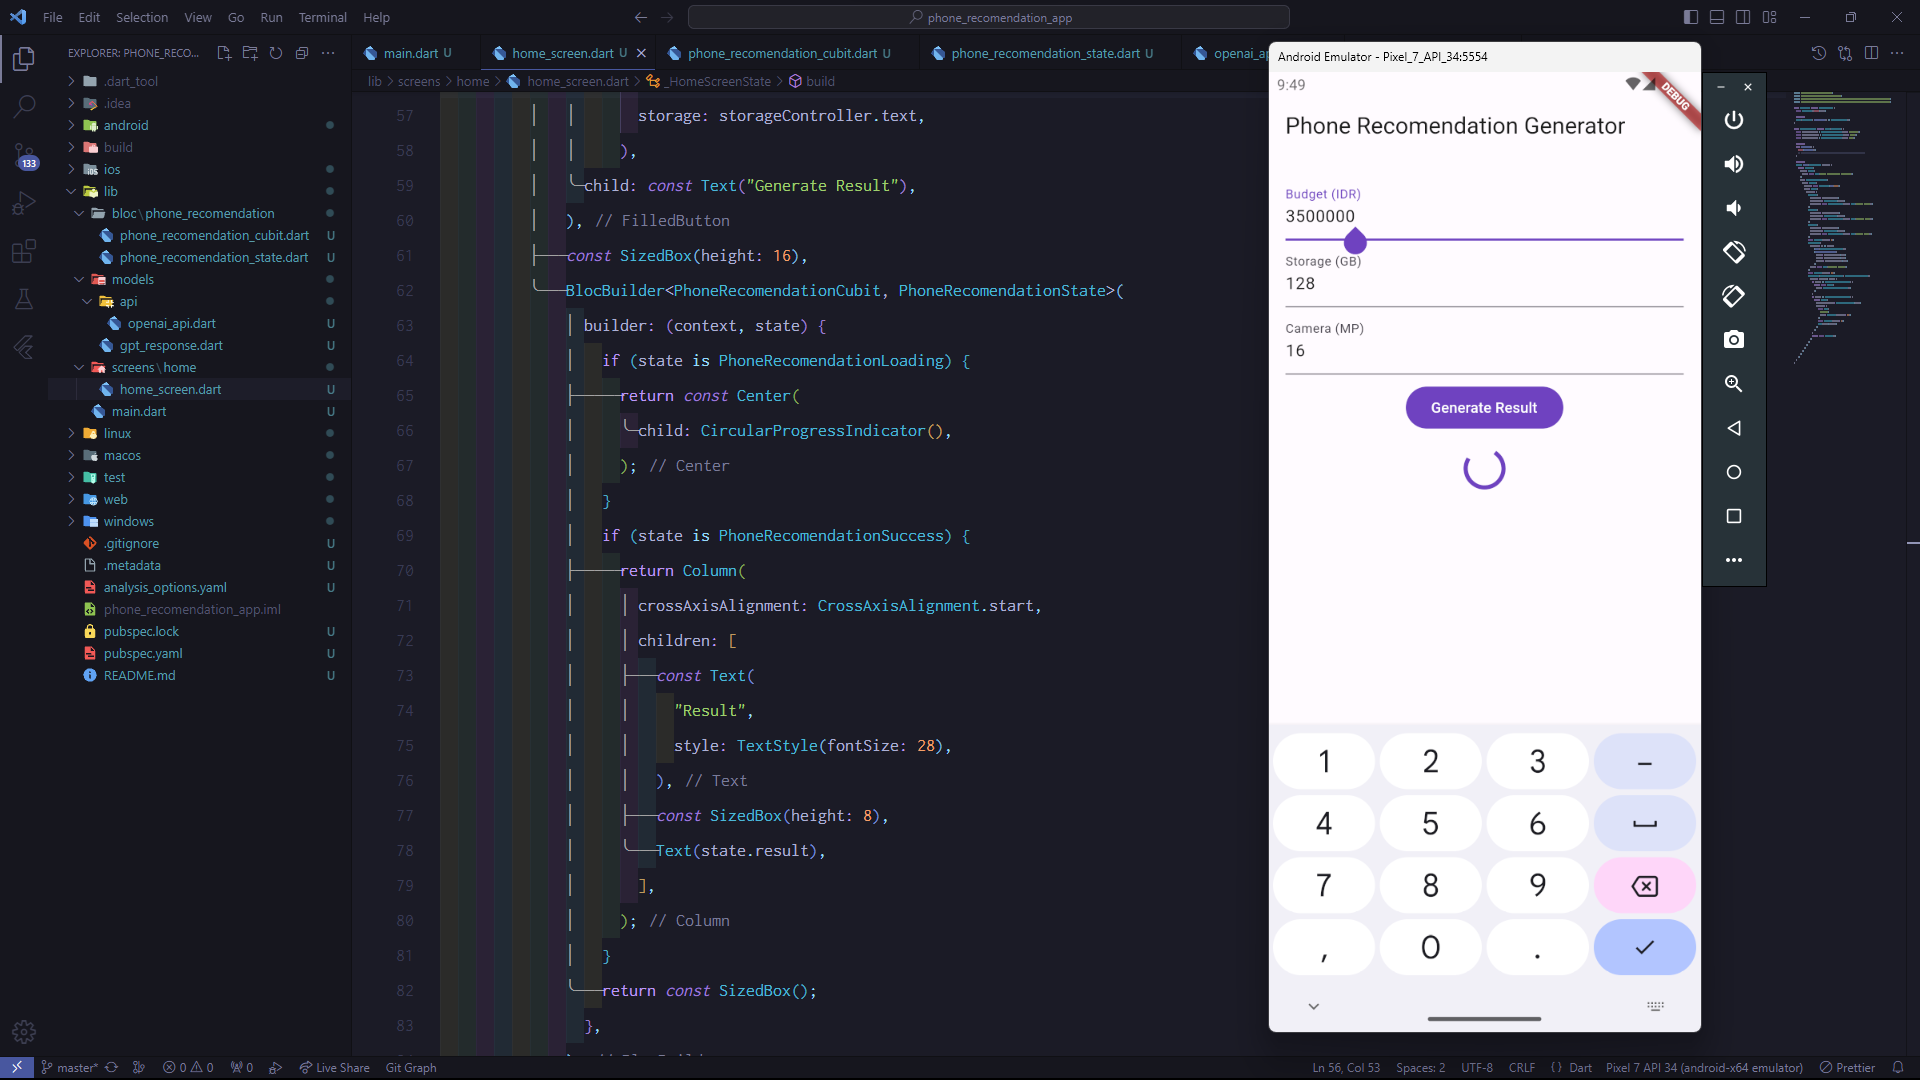 File Edit Selection View Go Run Terminal Help
phone_recomendation_app
EXPLORER: PHONE_RECO...
main.dart U
home_screen.dart U
phone_recomendation_cubit.dart U
phone_recomendation_state.dart U
lib > screens > home > home_screen.dart > _HomeScreenState > build
.dart_tool
.idea
android
build
ios
lib
bloc\phone_recomendation
phone_recomendation_cubit.dart U
phone_recomendation_state.dart U
models
api
openai_api.dart U
gpt_response.dart U
screens\home
home_screen.dart U
main.dart U
linux
macos
test
web
windows
.gitignore U
.metadata U
analysis_options.yaml U
phone_recomendation_app.iml
pubspec.lock U
pubspec.yaml U
README.md U
133
57 storage: storageController.text,
58 ),
59 child: const Text("Generate Result"),
60 ), // FilledButton
61 const SizedBox(height: 16),
62 BlocBuilder<PhoneRecomendationCubit, PhoneRecomendationState>(
63 builder: (context, state) {
64 if (state is PhoneRecomendationLoading) {
65 return const Center(
66 child: CircularProgressIndicator(),
67 ); // Center
68 }
69 if (state is PhoneRecomendationSuccess) {
70 return Column(
71 crossAxisAlignment: CrossAxisAlignment.start,
72 children: [
73 const Text(
74 "Result",
75 style: TextStyle(fontSize: 28),
76 ), // Text
77 const SizedBox(height: 8),
78 Text(state.result),
79 ],
80 ); // Column
81 }
82 return const SizedBox();
83 },
Android Emulator - Pixel_7_API_34:5554
9:49
DEBUG
Phone Recomendation Generator
Budget (IDR)
3500000
Storage (GB)
128
Camera (MP)
16
Generate Result
1 2 3 –
4 5 6
7 8 9
, 0 .
master* 0 0 0 Live Share Git Graph
Ln 56, Col 53 Spaces: 2 UTF-8 CRLF {} Dart Pixel 7 API 34 (android-x64 emulator) Prettier